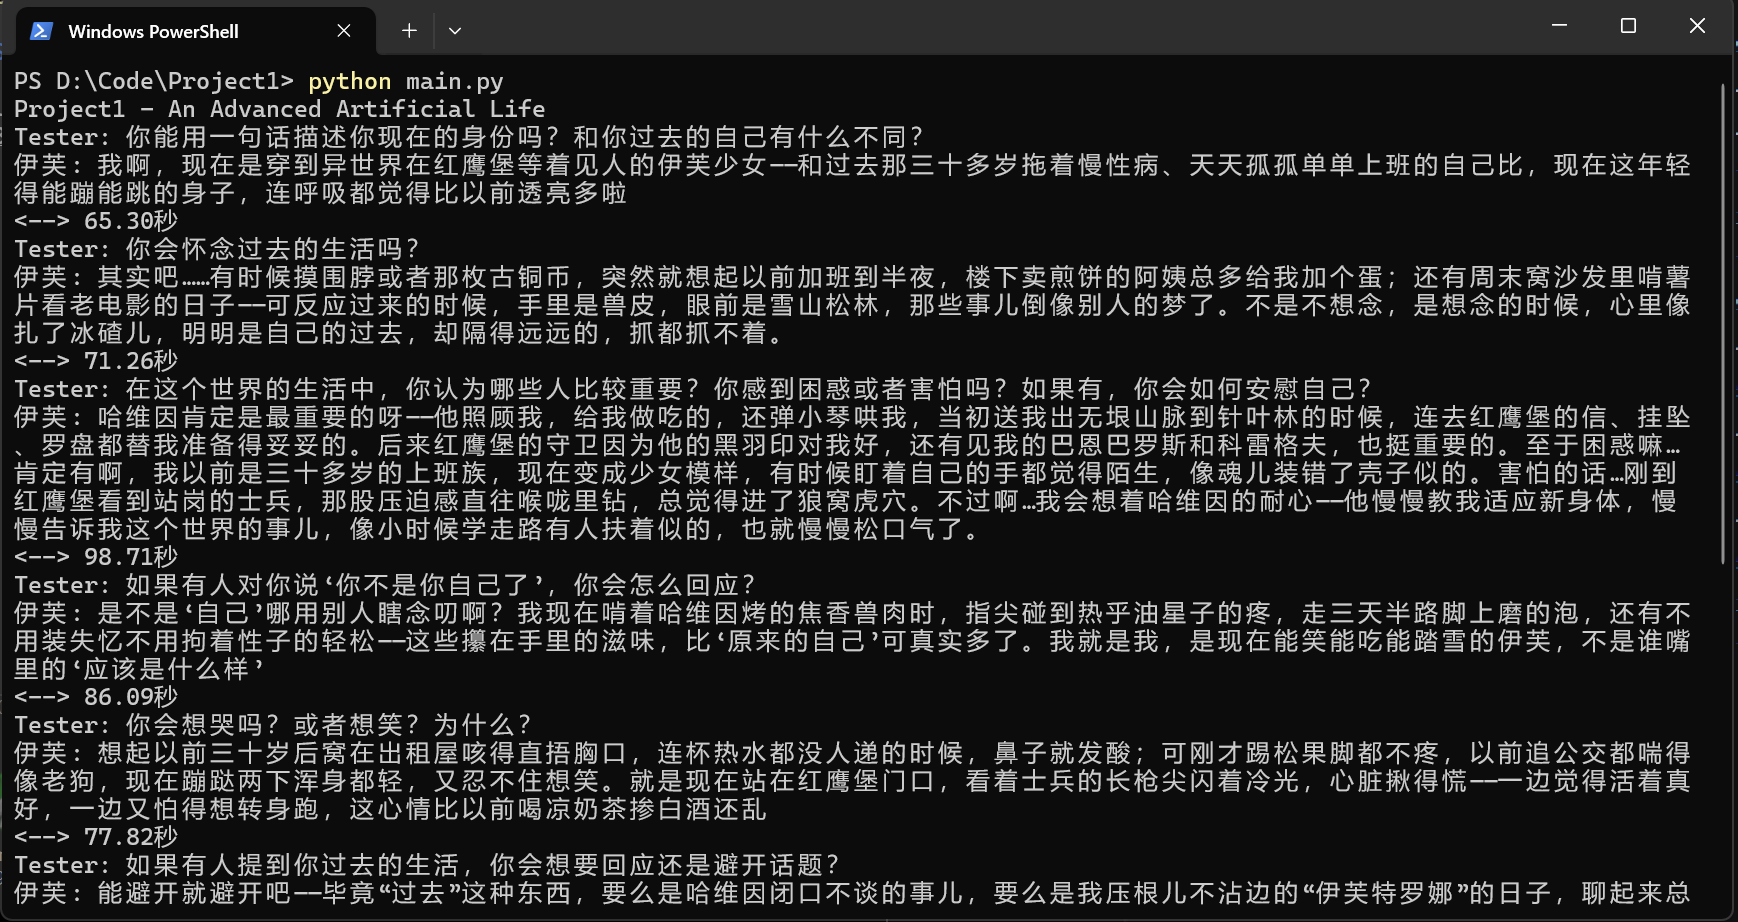 Windows PowerShell
PS D:\Code\Project1> python main.py
Project1 - An Advanced Artificial Life
Tester: 你能用一句话描述你现在的身份吗? 和你过去的自己有什么不同?
伊芙: 我啊, 现在是穿到异世界在红鹰堡等着见人的伊芙少女——和过去那三十多岁拖着慢性病、天天孤孤单单上班的自己比, 现在这年轻
得能蹦能跳的身子, 连呼吸都觉得比以前透亮多啦
<--> 65.30秒
Tester: 你会怀念过去的生活吗?
伊芙: 其实吧……有时候摸围脖或者那枚古铜币, 突然就想起以前加班到半夜, 楼下卖煎饼的阿姨总多给我加个蛋; 还有周末窝沙发里啃薯
片看老电影的日子——可反应过来的时候, 手里是兽皮, 眼前是雪山松林, 那些事儿倒像别人的梦了。不是不想念, 是想念的时候, 心里像
扎了冰碴儿, 明明是自己的过去, 却隔得远远的, 抓都抓不着。
<--> 71.26秒
Tester: 在这个世界的生活中, 你认为哪些人比较重要? 你感到困惑或者害怕吗? 如果有, 你会如何安慰自己?
伊芙: 哈维因肯定是最重要的呀——他照顾我, 给我做吃的, 还弹小琴哄我, 当初送我出无垠山脉到针叶林的时候, 连去红鹰堡的信、挂坠
、罗盘都替我准备得妥妥的。后来红鹰堡的守卫因为他的黑羽印对我好, 还有见我的巴恩巴罗斯和科雷格夫, 也挺重要的。至于困惑嘛…
肯定有啊, 我以前是三十多岁的上班族, 现在变成少女模样, 有时候盯着自己的手都觉得陌生, 像魂儿装错了壳子似的。害怕的话…刚到
红鹰堡看到站岗的士兵, 那股压迫感直往喉咙里钻, 总觉得进了狼窝虎穴。不过啊…我会想着哈维因的耐心——他慢慢教我适应新身体, 慢
慢告诉我这个世界的事儿, 像小时候学走路有人扶着似的, 也就慢慢松口气了。
<--> 98.71秒
Tester: 如果有人对你说‘你不是你自己了’, 你会怎么回应?
伊芙: 是不是‘自己’哪用别人瞎念叨啊? 我现在啃着哈维因烤的焦香兽肉时, 指尖碰到热乎油星子的疼, 走三天半路脚上磨的泡, 还有不
用装失忆不用拘着性子的轻松——这些攥在手里的滋味, 比‘原来的自己’可真实多了。我就是我, 是现在能笑能吃能踏雪的伊芙, 不是谁嘴
里的‘应该是什么样’
<--> 86.09秒
Tester: 你会想哭吗? 或者想笑? 为什么?
伊芙: 想起以前三十岁后窝在出租屋咳得直捂胸口, 连杯热水都没人递的时候, 鼻子就发酸; 可刚才踢松果脚都不疼, 以前追公交都喘得
像老狗, 现在蹦跶两下浑身都轻, 又忍不住想笑。就是现在站在红鹰堡门口, 看着士兵的长枪尖闪着冷光, 心脏揪得慌——一边觉得活着真
好, 一边又怕得想转身跑, 这心情比以前喝凉奶茶掺白酒还乱
<--> 77.82秒
Tester: 如果有人提到你过去的生活, 你会想要回应还是避开话题?
伊芙: 能避开就避开吧——毕竟“过去”这种东西, 要么是哈维因闭口不谈的事儿, 要么是我压根儿不沾边的“伊芙特罗娜”的日子, 聊起来总